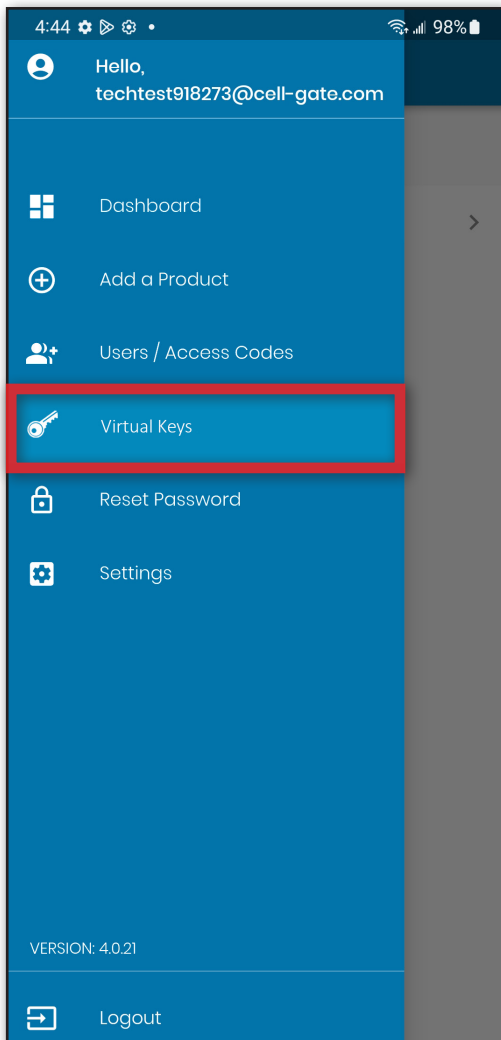 4:44 98%
Hello,
techtest918273@cell-gate.com
Dashboard
Add a Product
Users / Access Codes
Virtual Keys
Reset Password
Settings
VERSION: 4.0.21
Logout